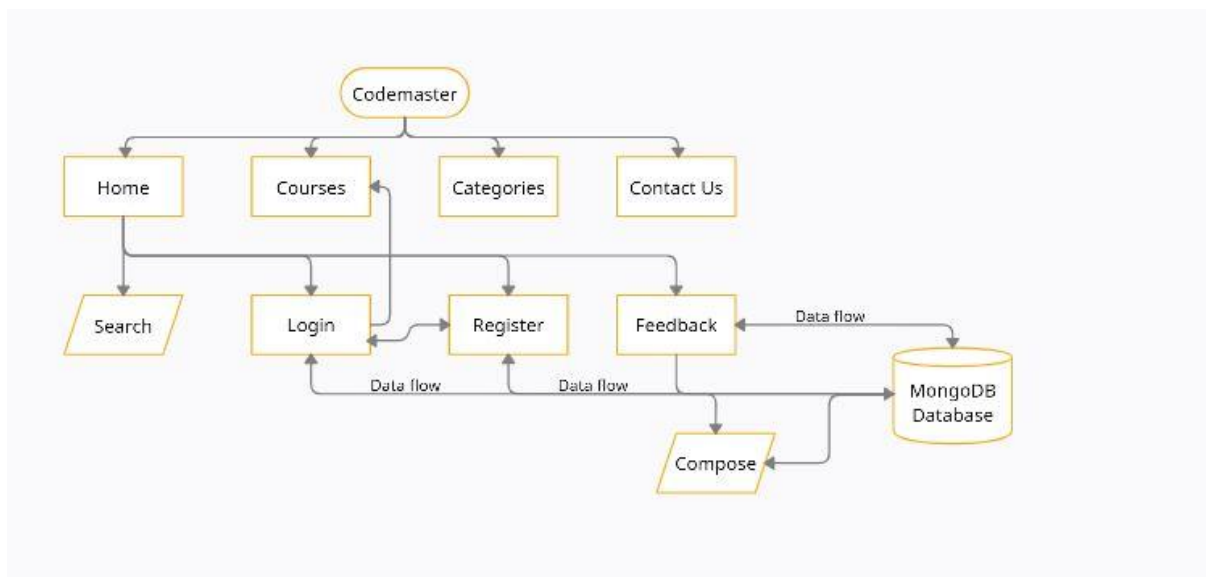 Codemaster
Home
Courses
Categories
Contact Us
Search
Login
Register
Feedback
Data flow
MongoDB
Database
Data flow
Data flow
Compose